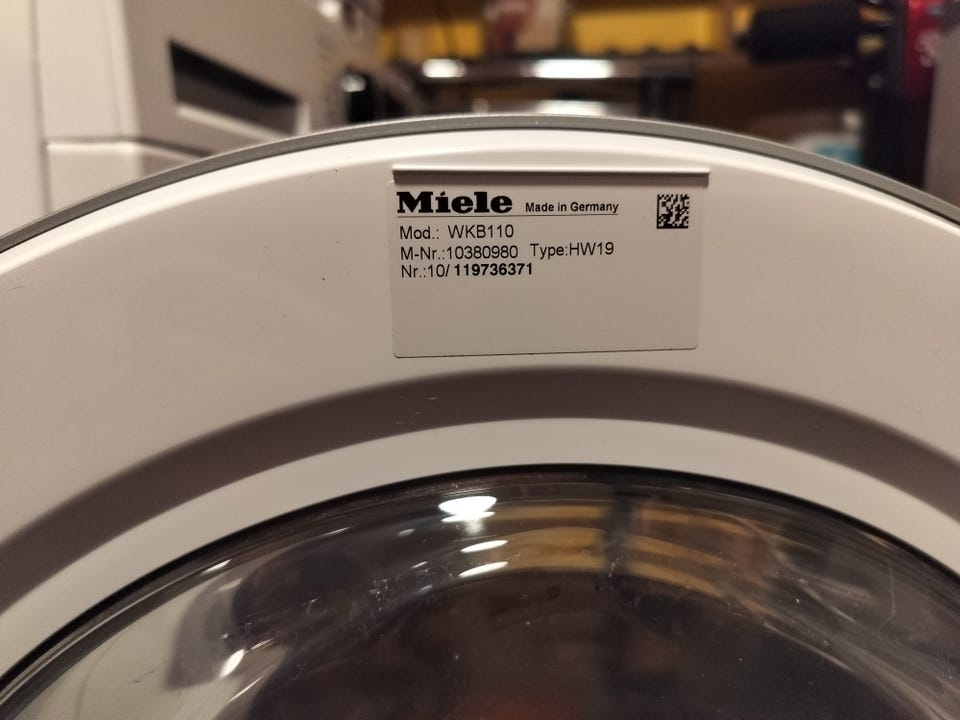 Miele Made in Germany
Mod.: WKB110
M-Nr.:10380980 Type:HW19
Nr.:10/ 119736371